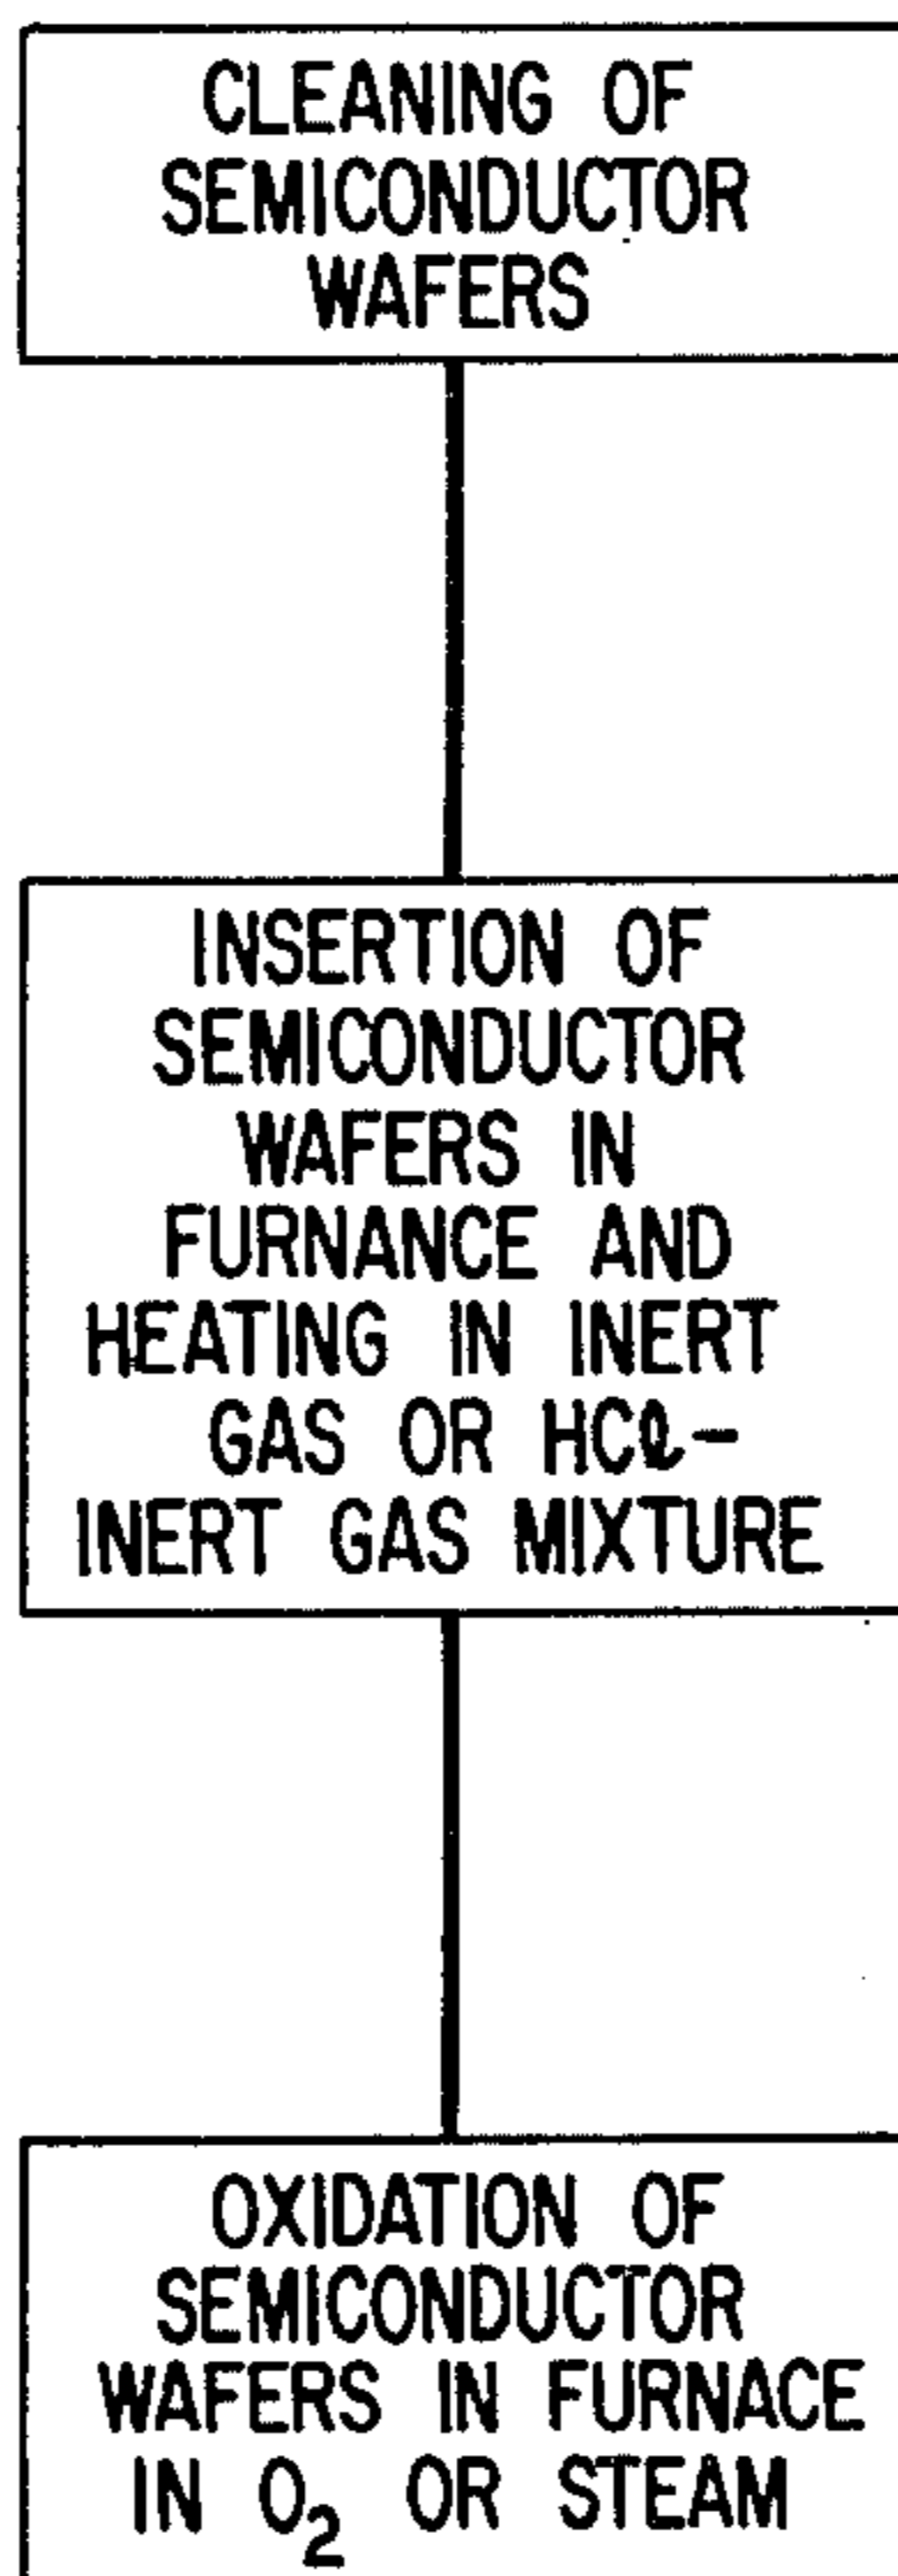 CLEANING OF
SEMICONDUCTOR
WAFERS
INSERTION OF
SEMICONDUCTOR
WAFERS IN
FURNANCE AND
HEATING IN INERT
GAS OR HCℓ-
INERT GAS MIXTURE
OXIDATION OF
SEMICONDUCTOR
WAFERS IN FURNACE
IN O₂ OR STEAM